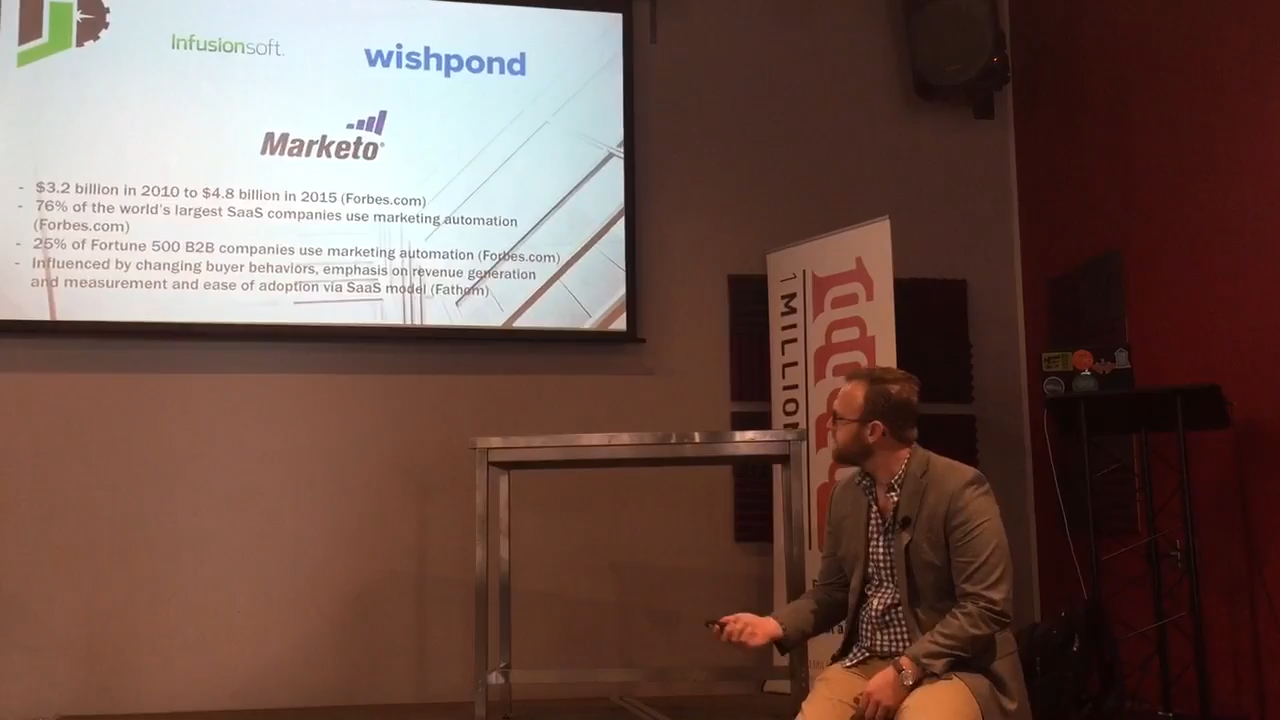 Infusionsoft.
wishpond
Marketo
- $3.2 billion in 2010 to $4.8 billion in 2015 (Forbes.com)
- 76% of the world's largest SaaS companies use marketing automation
(Forbes.com)
- 25% of Fortune 500 B2B companies use marketing automation (Forbes.com)
- Influenced by changing buyer behaviors, emphasis on revenue generation
and measurement and ease of adoption via SaaS model (Fathom)
1 MILLION